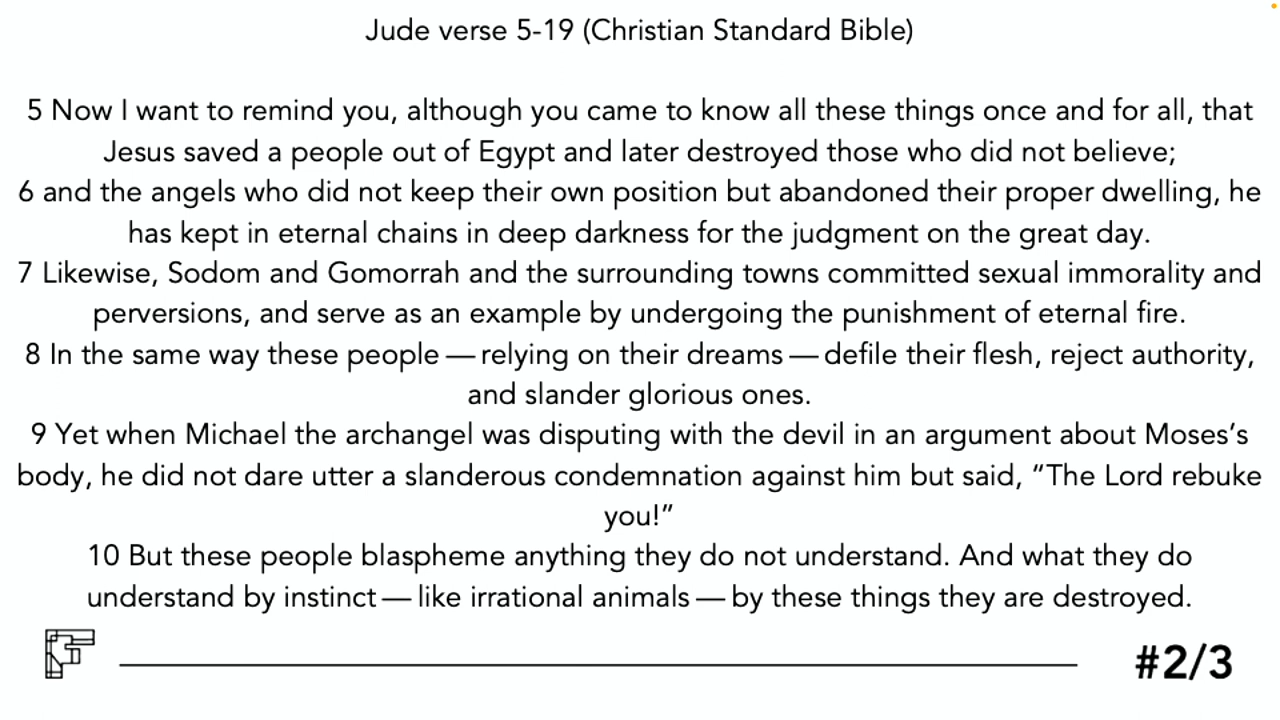 Jude verse 5-19 (Christian Standard Bible)
5 Now I want to remind you, although you came to know all these things once and for all, that
Jesus saved a people out of Egypt and later destroyed those who did not believe;
6 and the angels who did not keep their own position but abandoned their proper dwelling, he
has kept in eternal chains in deep darkness for the judgment on the great day.
7 Likewise, Sodom and Gomorrah and the surrounding towns committed sexual immorality and
perversions, and serve as an example by undergoing the punishment of eternal fire.
8 In the same way these people — relying on their dreams — defile their flesh, reject authority,
and slander glorious ones.
9 Yet when Michael the archangel was disputing with the devil in an argument about Moses’s
body, he did not dare utter a slanderous condemnation against him but said, “The Lord rebuke
you!”
10 But these people blaspheme anything they do not understand. And what they do
understand by instinct — like irrational animals — by these things they are destroyed.
#2/3